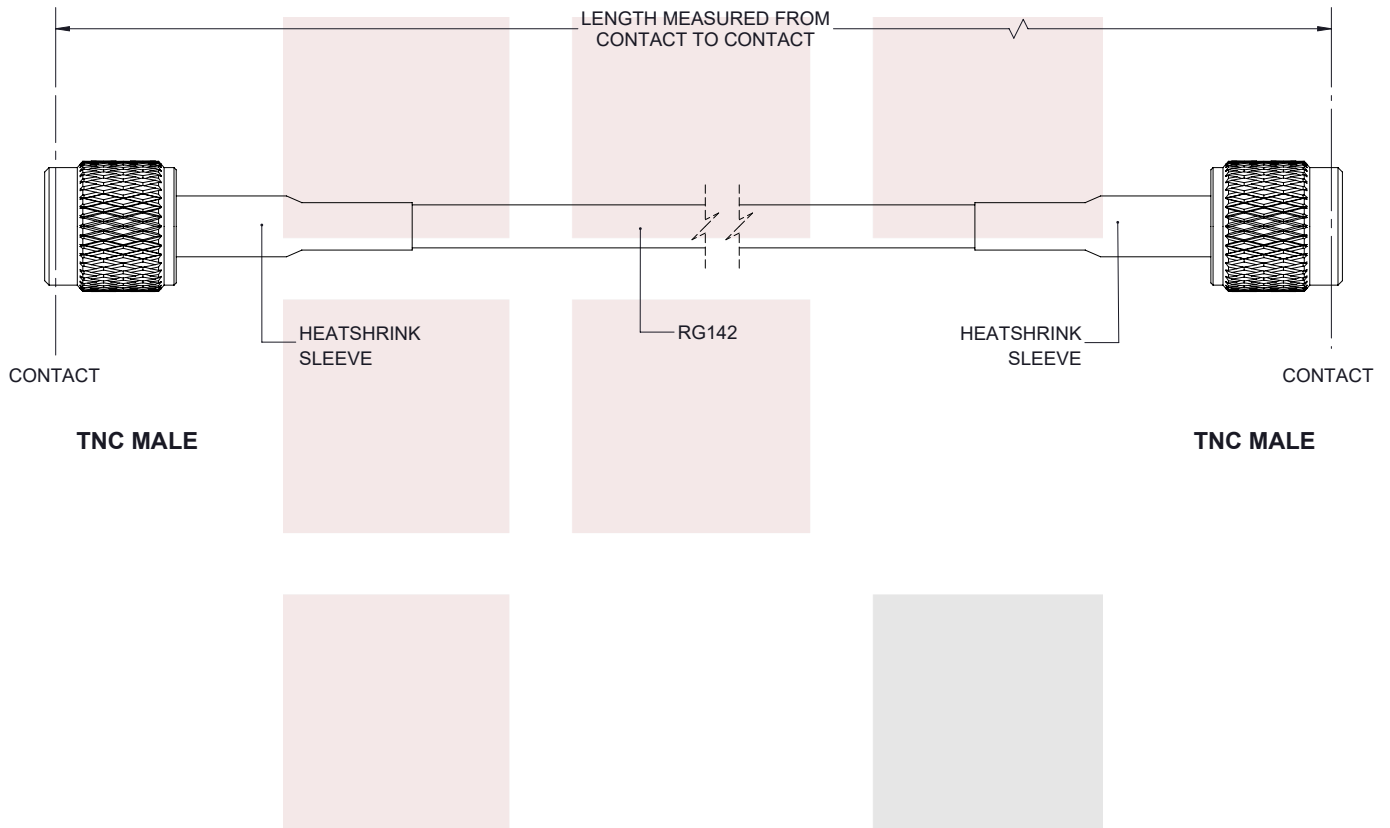 LENGTH MEASURED FROM
CONTACT TO CONTACT
HEATSHRINK
SLEEVE
RG142
HEATSHRINK
SLEEVE
CONTACT
CONTACT
TNC MALE
TNC MALE